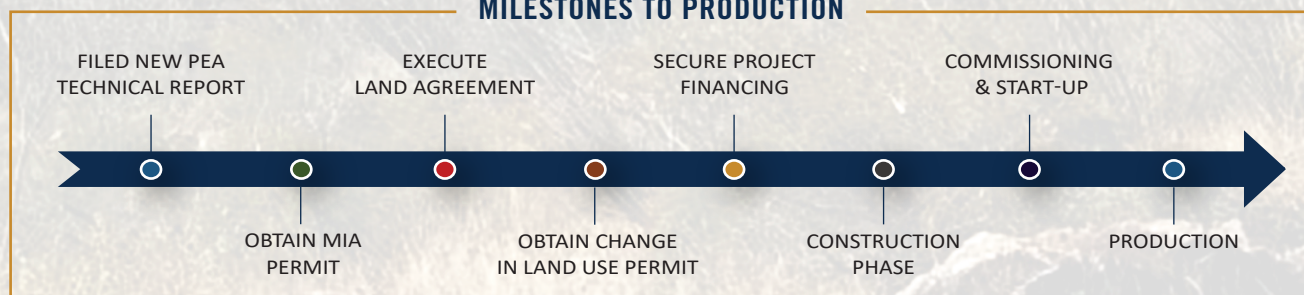 MILESTONES TO PRODUCTION
FILED NEW PEA
TECHNICAL REPORT
OBTAIN MIA
PERMIT
EXECUTE
LAND AGREEMENT
OBTAIN CHANGE
IN LAND USE PERMIT
SECURE PROJECT
FINANCING
CONSTRUCTION
PHASE
COMMISSIONING
& START-UP
PRODUCTION